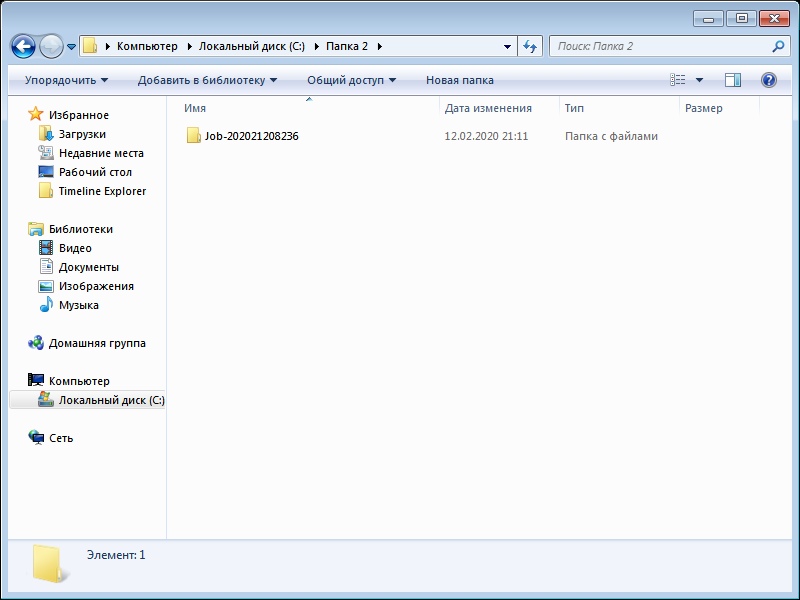 Компьютер Локальный диск (C:) Папка 2
Поиск: Папка 2
Упорядочить Добавить в библиотеку Общий доступ Новая папка
Имя Дата изменения Тип Размер
Job-202021208236 12.02.2020 21:11 Папка с файлами
Избранное
Загрузки
Недавние места
Рабочий стол
Timeline Explorer
Библиотеки
Видео
Документы
Изображения
Музыка
Домашняя группа
Компьютер
Локальный диск (C:)
Сеть
Элемент: 1